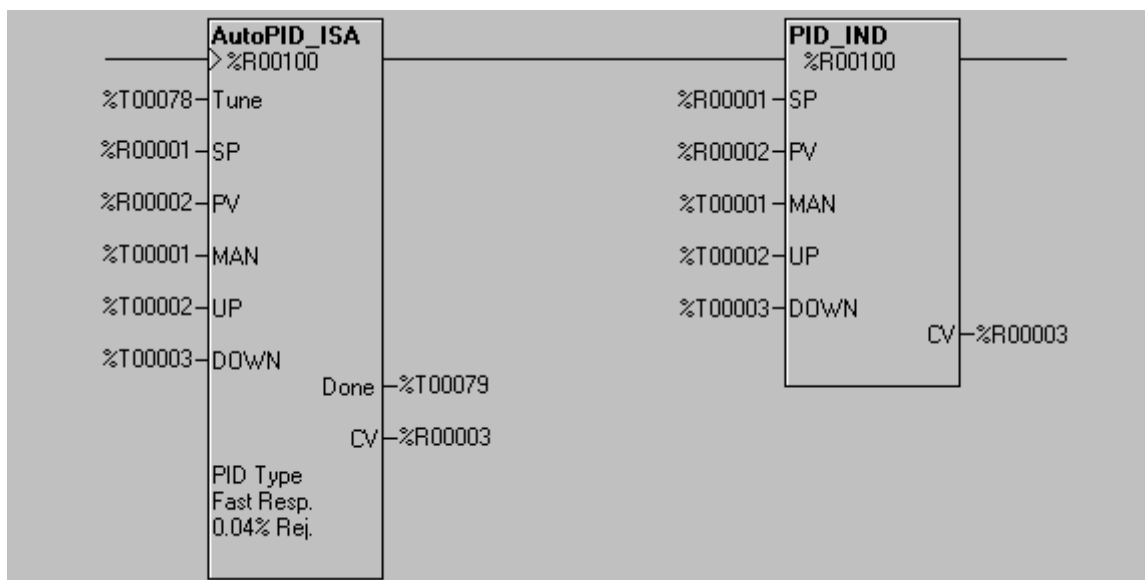 AutoPID_ISA
%R00100
%T00078 Tune
%R00001 SP
%R00002 PV
%T00001 MAN
%T00002 UP
%T00003 DOWN
Done %T00079
CV %R00003
PID Type
Fast Resp.
0.04% Rej.
PID_IND
%R00100
%R00001 SP
%R00002 PV
%T00001 MAN
%T00002 UP
%T00003 DOWN
CV %R00003